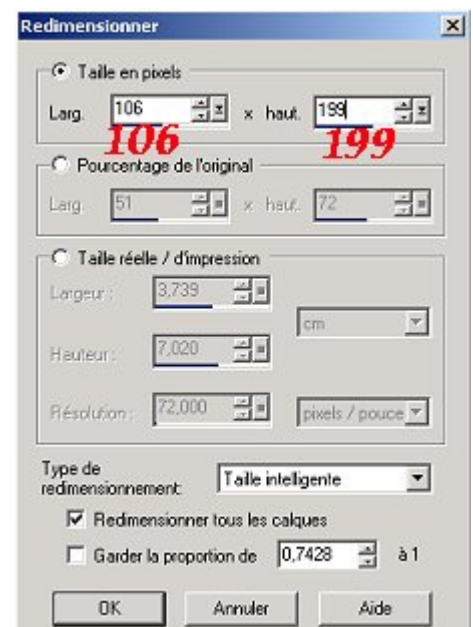 Redimensionner
Taille en pixels
Larg. 106 x haut. 199
106 199
Pourcentage de l'original
Larg. 51 x haut. 72
Taille réelle / d'impression
Largeur : 3,739
cm
Hauteur : 7,020
Résolution : 72,000 pixels / pouce
Type de
redimensionnement: Taille intelligente
Redimensionner tous les calques
Garder la proportion de 0,7428 à 1
OK Annuler Aide